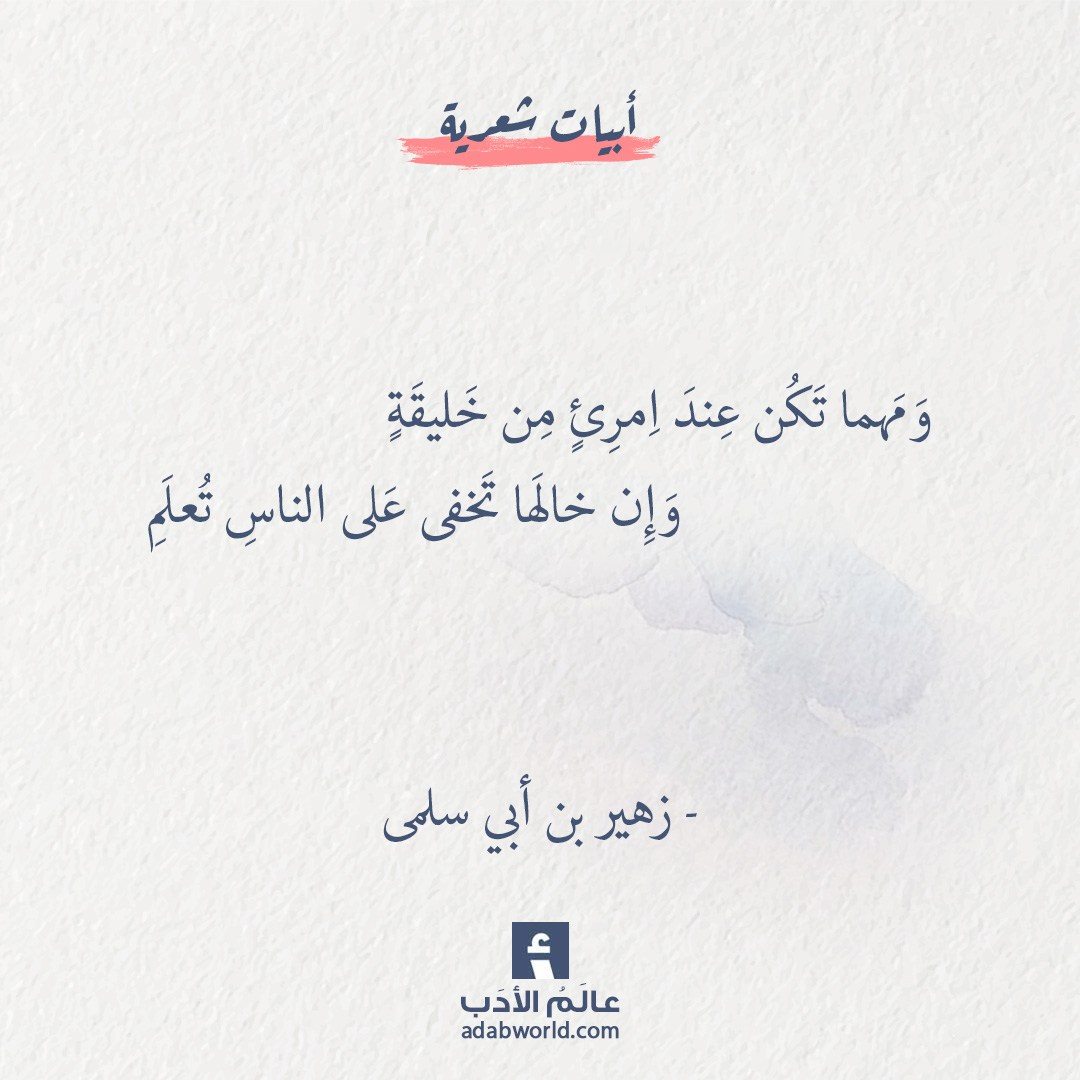 أبيات شعرية
وَمَهما تَكُن عِندَ اِمرِئٍ مِن خَليقَةٍ
وَإِن خالَها تَخفى عَلى الناسِ تُعلَمِ
- زهير بن أبي سلمى
أ
عالَمُ الأدَب
adabworld.com